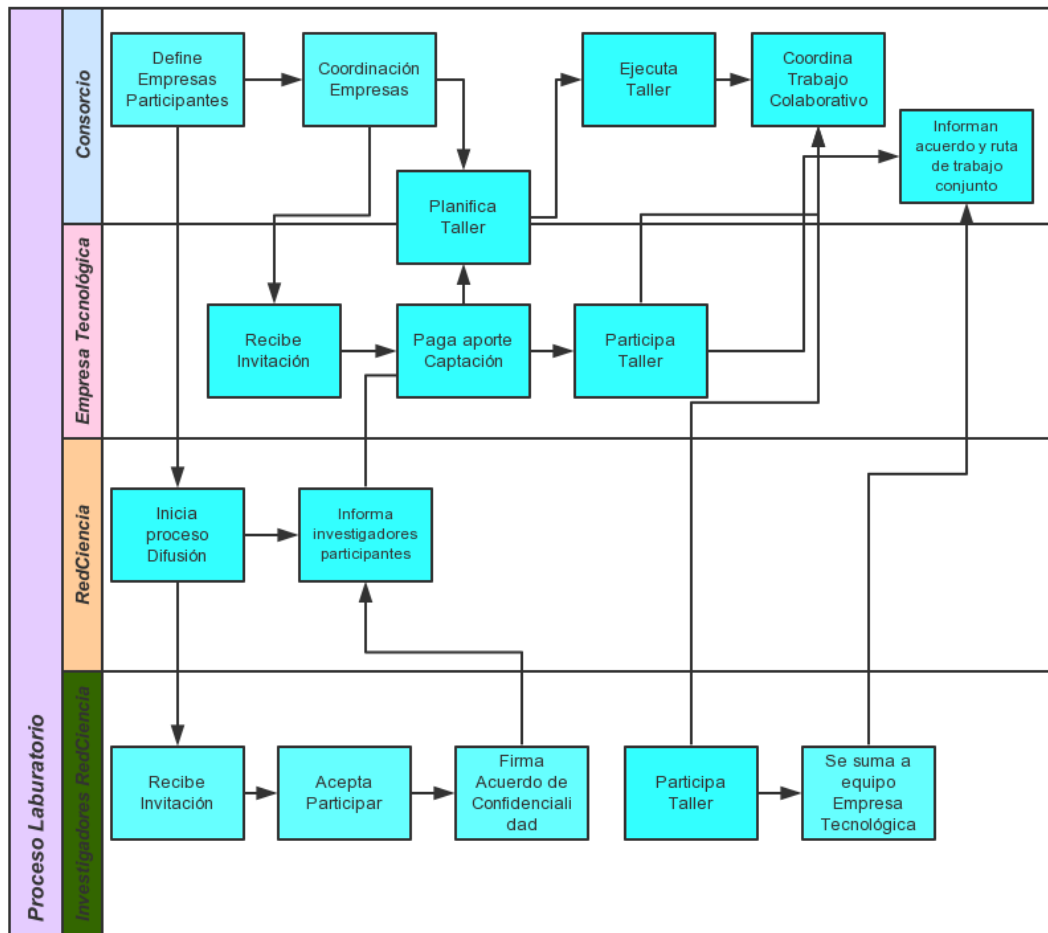 Proceso Laburatorio
Consorcio
Define
Empresas
Participantes
Coordinación
Empresas
Ejecuta
Taller
Coordina
Trabajo
Colaborativo
Informan
acuerdo y ruta
de trabajo
conjunto
Planifica
Taller
Empresa Tecnológica
Recibe
Invitación
Paga aporte
Captación
Participa
Taller
RedCiencia
Inicia
proceso
Difusión
Informa
investigadores
participantes
Investigadores RedCiencia
Recibe
Invitación
Acepta
Participar
Firma
Acuerdo de
Confidenciali
dad
Participa
Taller
Se suma a
equipo
Empresa
Tecnológica